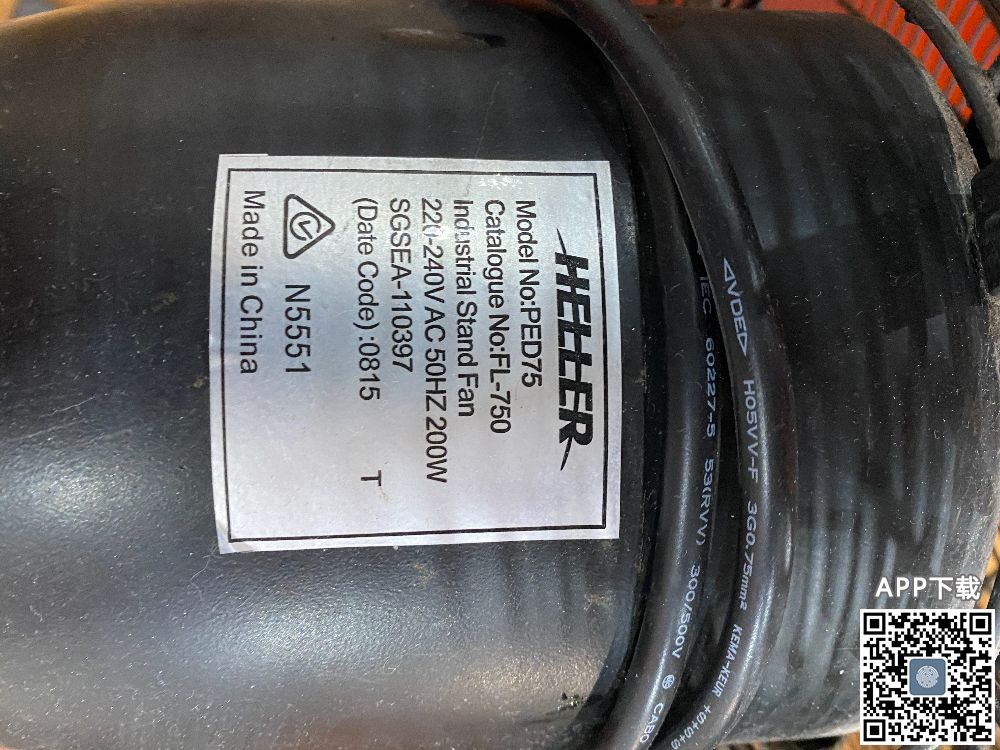 HELLER
Model No:PED75
Catalogue No:FL-750
Industrial Stand Fan
220-240V AC 50HZ 200W
SGSEA-110397
(Date Code) :0815 T
N5551
Made in China
VDE H05VV-F 3G0.75mm2 KEMA-KEUR
IEC 60227-5 53(RVV) 300/500V
APP下载